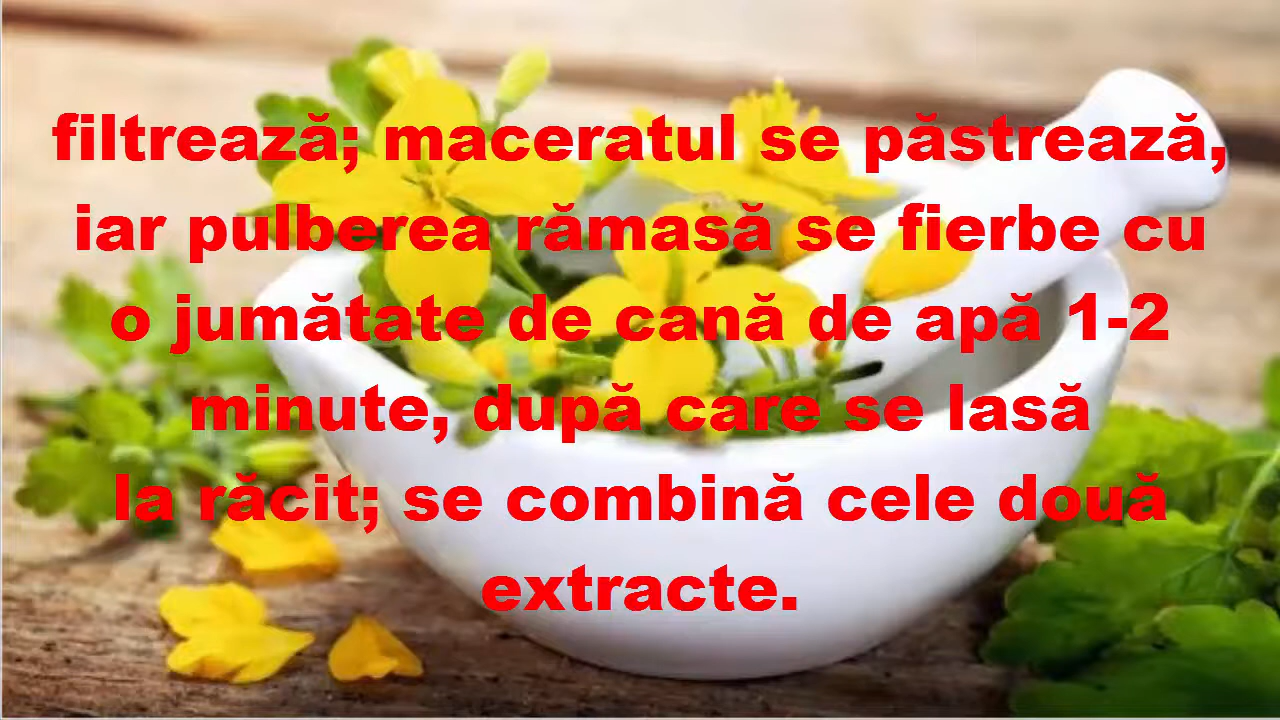 filtrează; maceratul se păstrează,
iar pulberea rămasă se fierbe cu
o jumătate de cană de apă 1-2
minute, după care se lasă
la răcit; se combină cele două
extracte.